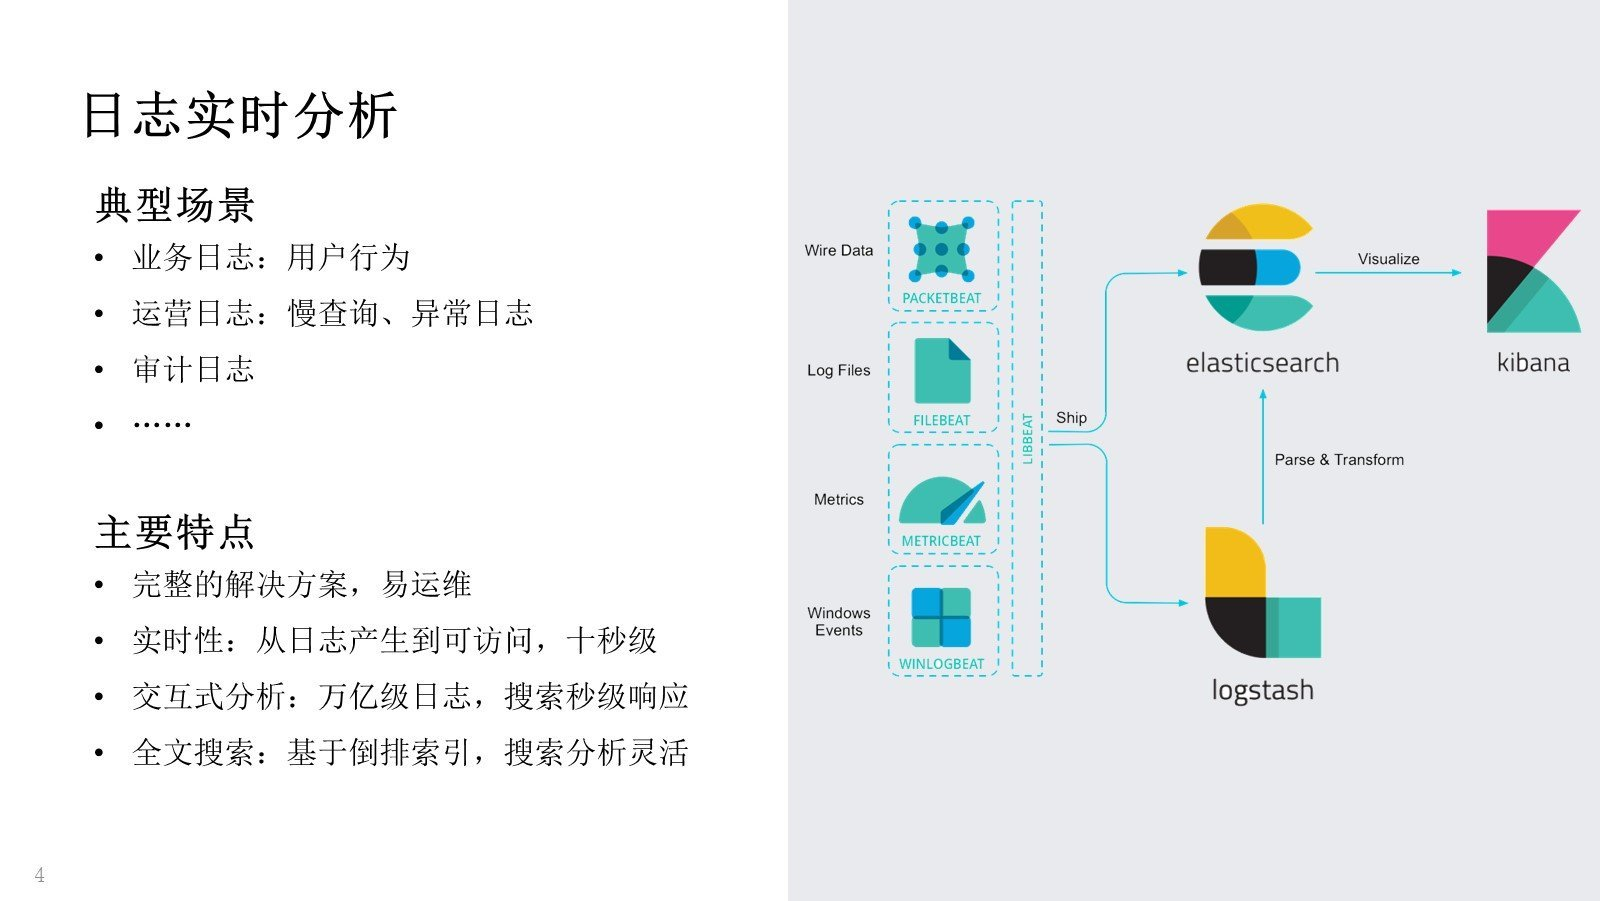 日志实时分析
典型场景
• 业务日志：用户行为
• 运营日志：慢查询、异常日志
• 审计日志
• ……
主要特点
• 完整的解决方案，易运维
• 实时性：从日志产生到可访问，十秒级
• 交互式分析：万亿级日志，搜索秒级响应
• 全文搜索：基于倒排索引，搜索分析灵活
4
Wire Data
PACKETBEAT
Log Files
FILEBEAT
Metrics
METRICBEAT
Windows
Events
WINLOGBEAT
LIBBEAT
Ship
elasticsearch
Visualize
kibana
Parse & Transform
logstash